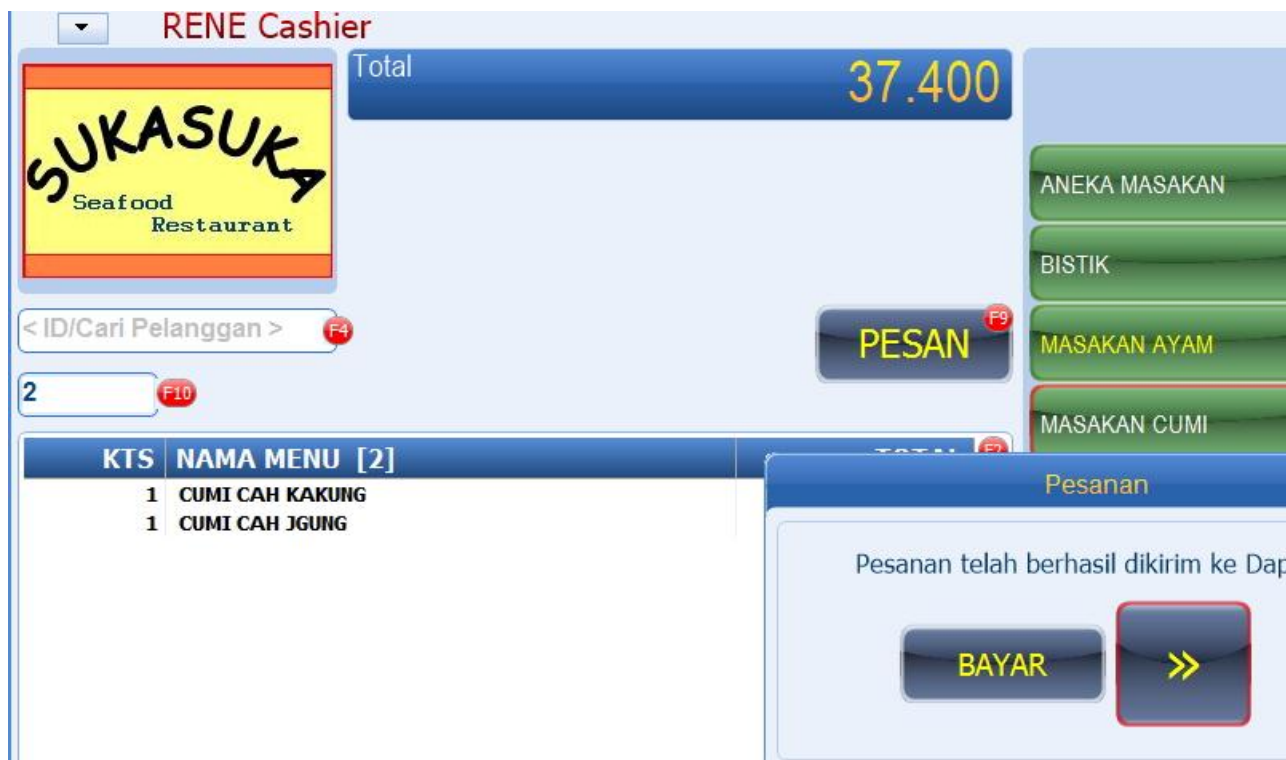 RENE Cashier
SUKASUKA
Seafood
Restaurant
Total
37.400
ANEKA MASAKAN
BISTIK
< ID/Cari Pelanggan >
F4
PESAN
F9
MASAKAN AYAM
2
F10
MASAKAN CUMI
KTS NAMA MENU [2] TOTAL
1 CUMI CAH KAKUNG
1 CUMI CAH JGUNG
Pesanan
Pesanan telah berhasil dikirim ke Dap
BAYAR
»